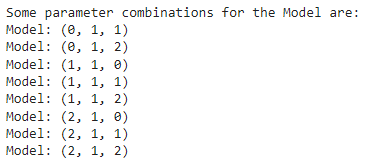 Some parameter combinations for the Model are:
Model: (0, 1, 1)
Model: (0, 1, 2)
Model: (1, 1, 0)
Model: (1, 1, 1)
Model: (1, 1, 2)
Model: (2, 1, 0)
Model: (2, 1, 1)
Model: (2, 1, 2)